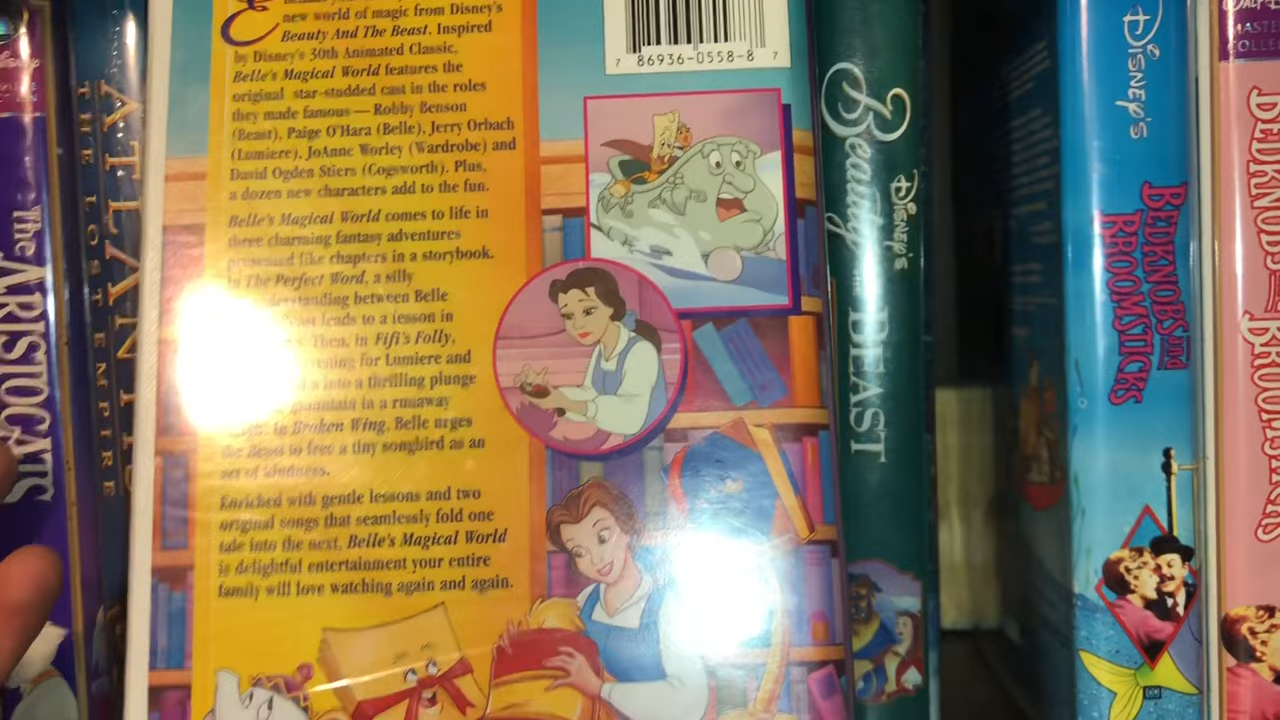 new world of magic from Disney's
Beauty And The Beast. Inspired
by Disney's 30th Animated Classic,
Belle's Magical World features the
original star-studded cast in the roles
they made famous — Robby Benson
(Beast), Paige O'Hara (Belle), Jerry Orbach
(Lumiere), JoAnne Worley (Wardrobe) and
David Ogden Stiers (Cogsworth). Plus,
a dozen new characters add to the fun.
Belle's Magical World comes to life in
three charming fantasy adventures
presented like chapters in a storybook.
In The Perfect Word, a silly
between Belle
leads to a lesson in
Then, in Fifi's Folly,
for Lumiere and
into a thrilling plunge
in a runaway
In Broken Wing, Belle urges
the Beast to free a tiny songbird as an
act of kindness.
Enriched with gentle lessons and two
original songs that seamlessly fold one
tale into the next, Belle's Magical World
is delightful entertainment your entire
family will love watching again and again.
7 86936-0558-8 7
The ARISTOCATS
ATLANTIS
THE LOST EMPIRE
Disney's
Beauty AND THE BEAST
Disney's
BEDKNOBS and
BROOMSTICKS
WALT
MASTER
COLLE
BEDKNOBS and BROOMSTICKS